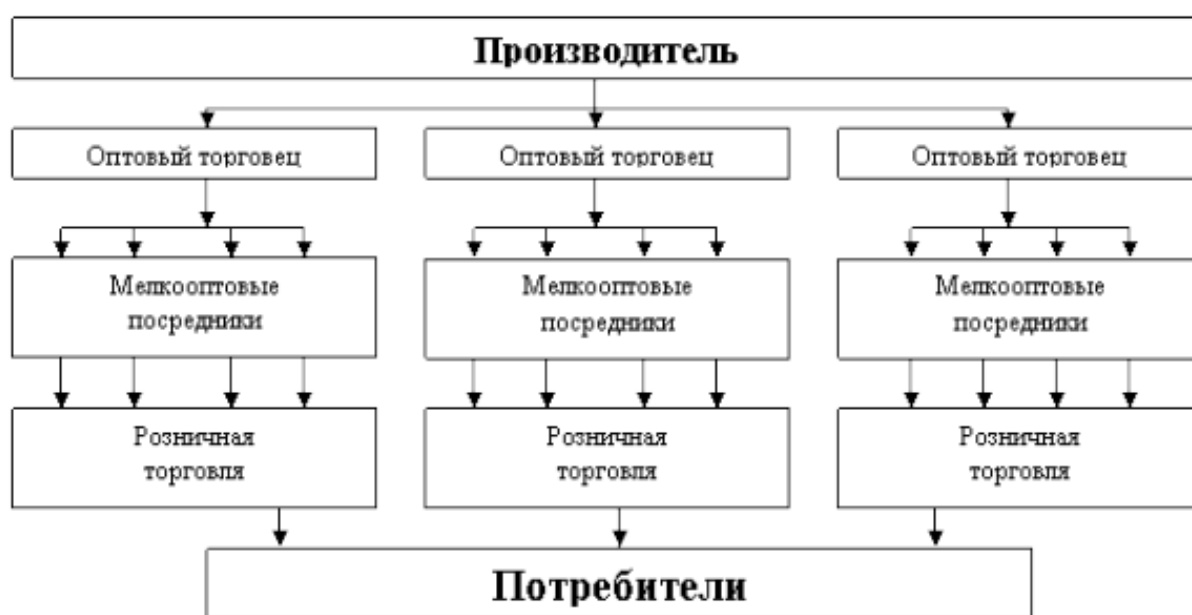 Производитель
Оптовый торговец
Оптовый торговец
Оптовый торговец
Мелкооптовые
посредники
Мелкооптовые
посредники
Мелкооптовые
посредники
Розничная
торговля
Розничная
торговля
Розничная
торговля
Потребители